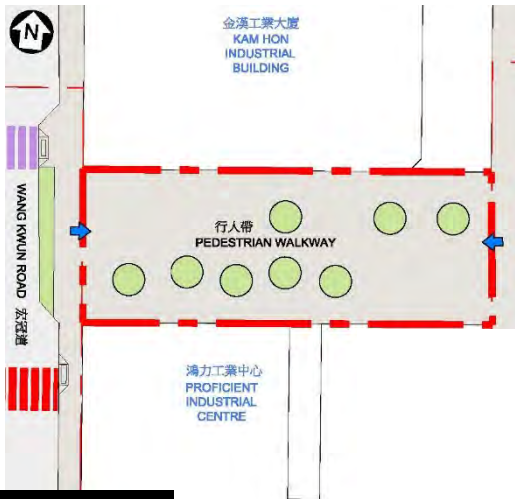 N
金漢工業大廈
KAM HON
INDUSTRIAL
BUILDING
行人帶
PEDESTRIAN WALKWAY
WANG KWUN ROAD 宏冠道
鴻力工業中心
PROFICIENT
INDUSTRIAL
CENTRE